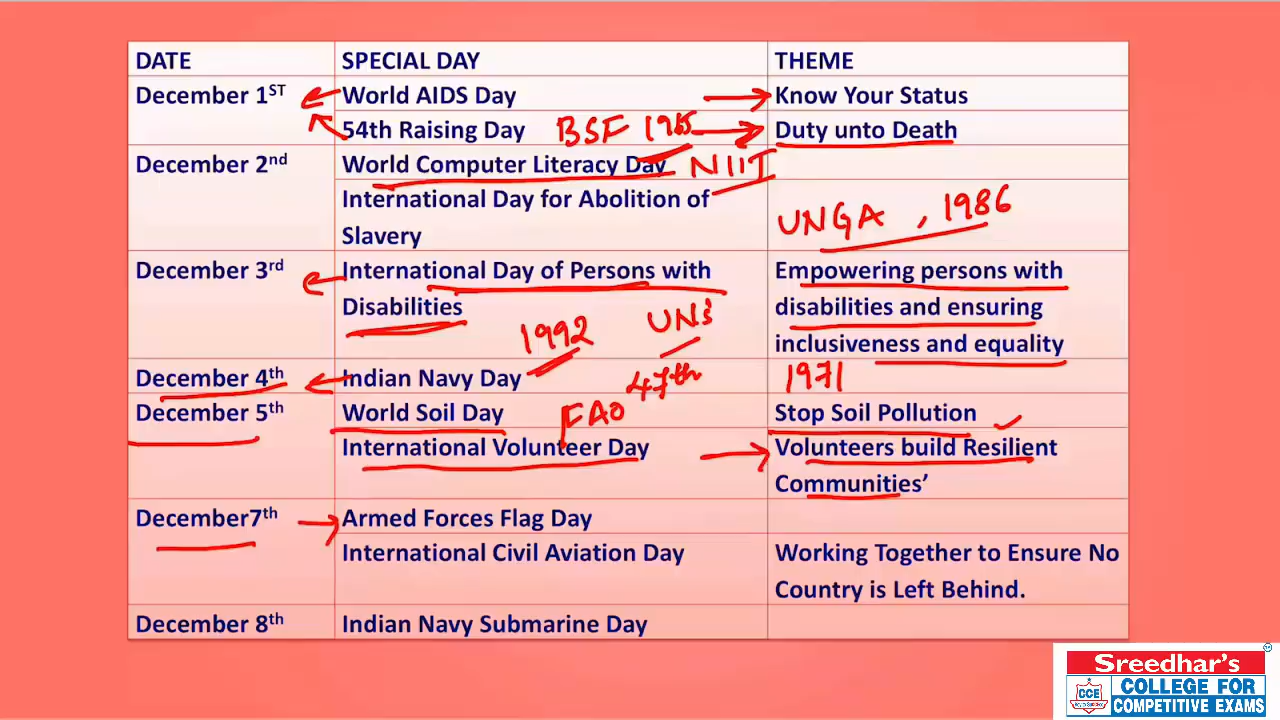 DATE SPECIAL DAY THEME
December 1ST World AIDS Day Know Your Status
54th Raising Day BSF 1965 Duty unto Death
December 2nd World Computer Literacy Day NIIT
International Day for Abolition of
Slavery UNGA , 1986
December 3rd International Day of Persons with Empowering persons with
Disabilities disabilities and ensuring
1992 UN's inclusiveness and equality
December 4th Indian Navy Day 47th 1971
December 5th World Soil Day FAO Stop Soil Pollution
International Volunteer Day Volunteers build Resilient
Communities’
December7th Armed Forces Flag Day
International Civil Aviation Day Working Together to Ensure No
Country is Left Behind.
December 8th Indian Navy Submarine Day
Sreedhar's
CCE COLLEGE FOR
COMPETITIVE EXAMS